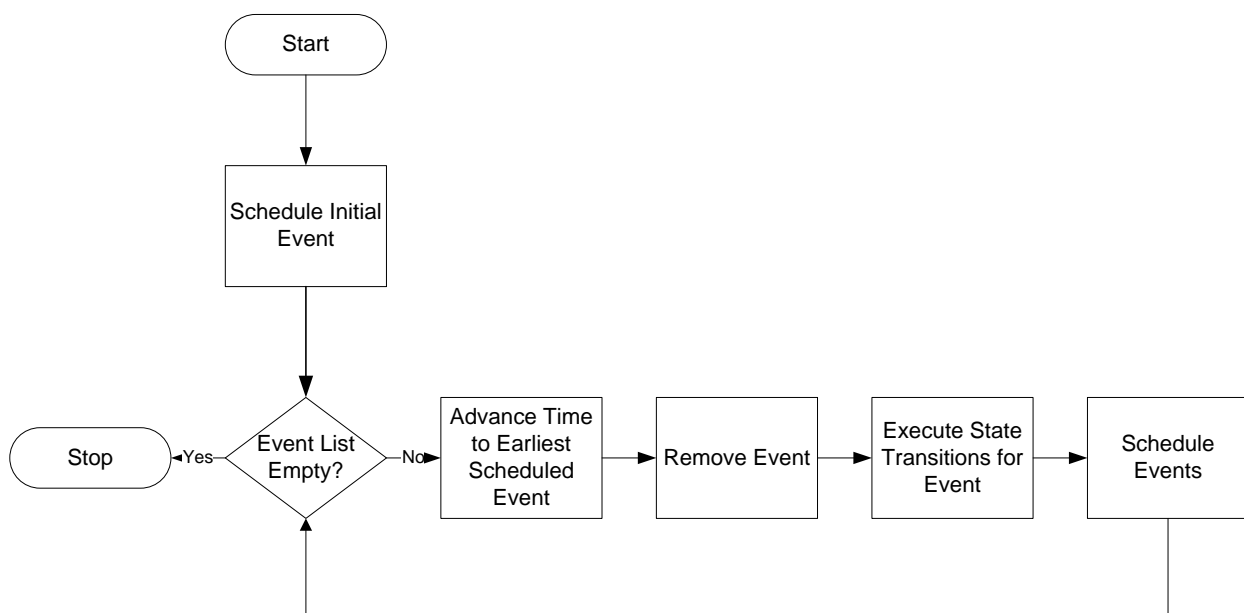 Start
Schedule Initial
Event
Event List
Empty?
Yes
Stop
No
Advance Time
to Earliest
Scheduled
Event
Remove Event
Execute State
Transitions for
Event
Schedule
Events